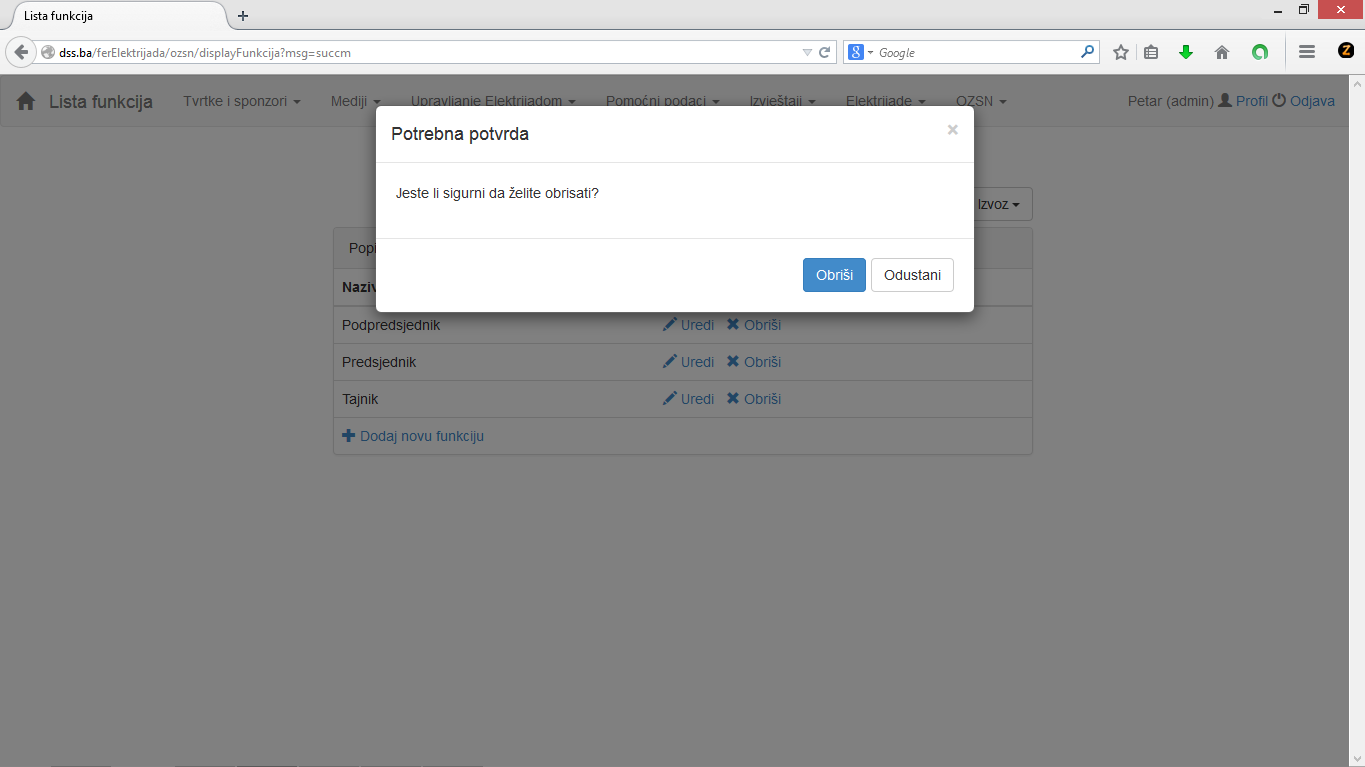 Lista funkcija
dss.ba/ferElektrijada/ozsn/displayFunkcija?msg=succm
Google
Lista funkcija Tvrtke i sponzori Mediji Upravljanje Elektrijadom Pomoćni podaci Izvještaji Elektrijade OZSN Petar (admin) Profil Odjava
Potrebna potvrda ×
Jeste li sigurni da želite obrisati?
Izvoz
Obriši Odustani
Podpredsjednik Uredi Obriši
Predsjednik Uredi Obriši
Tajnik Uredi Obriši
Dodaj novu funkciju